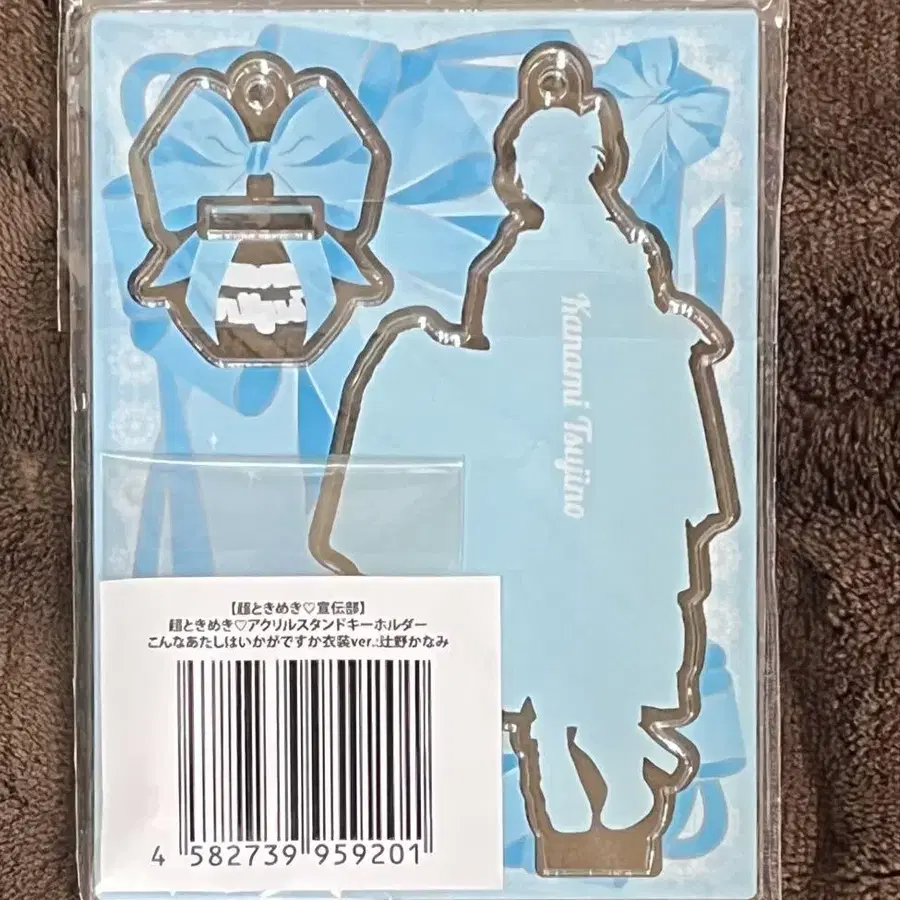 Kanami Tsujino
【超ときめき♡宣伝部】
超ときめき♡アクリルスタンドキーホルダー
こんなあたしはいかがですか衣装ver.:辻野かなみ
4 582739 959201